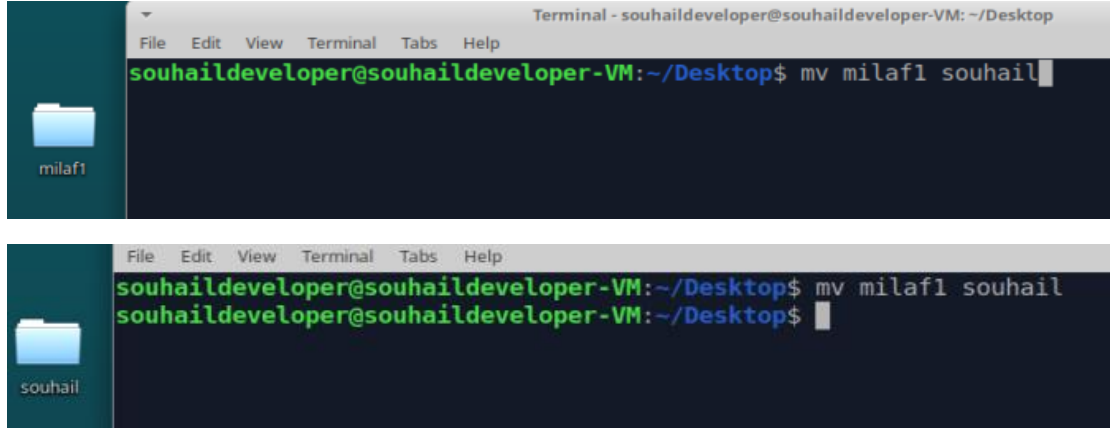 Terminal - souhaildeveloper@souhaildeveloper-VM: ~/Desktop
File Edit View Terminal Tabs Help
souhaildeveloper@souhaildeveloper-VM:~/Desktop$ mv milaf1 souhail
milaf1
File Edit View Terminal Tabs Help
souhaildeveloper@souhaildeveloper-VM:~/Desktop$ mv milaf1 souhail
souhaildeveloper@souhaildeveloper-VM:~/Desktop$
souhail